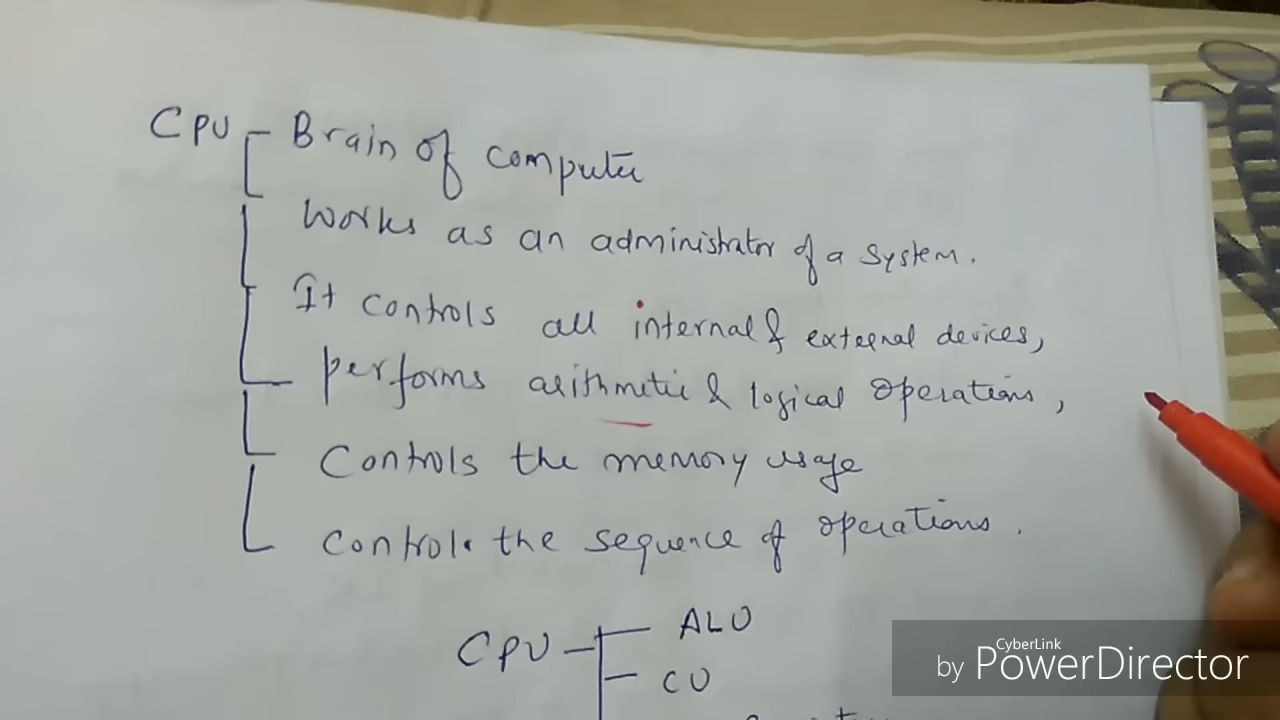 CPU - Brain of computer
Works as an administrator of a system.
It controls all internal & external devices,
performs arithmetic & logical operations,
Controls the memory usage
Controls the sequence of operations.
CPU - ALU
CU
CyberLink
by PowerDirector